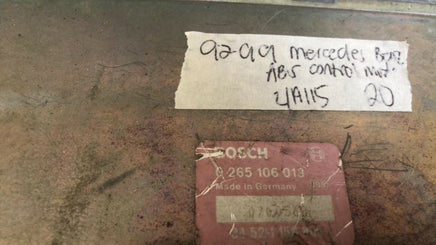 92-99 Mercedes Benz
ABS control mod.
4A115 20
BOSCH
0 265 106 013
Made in Germany